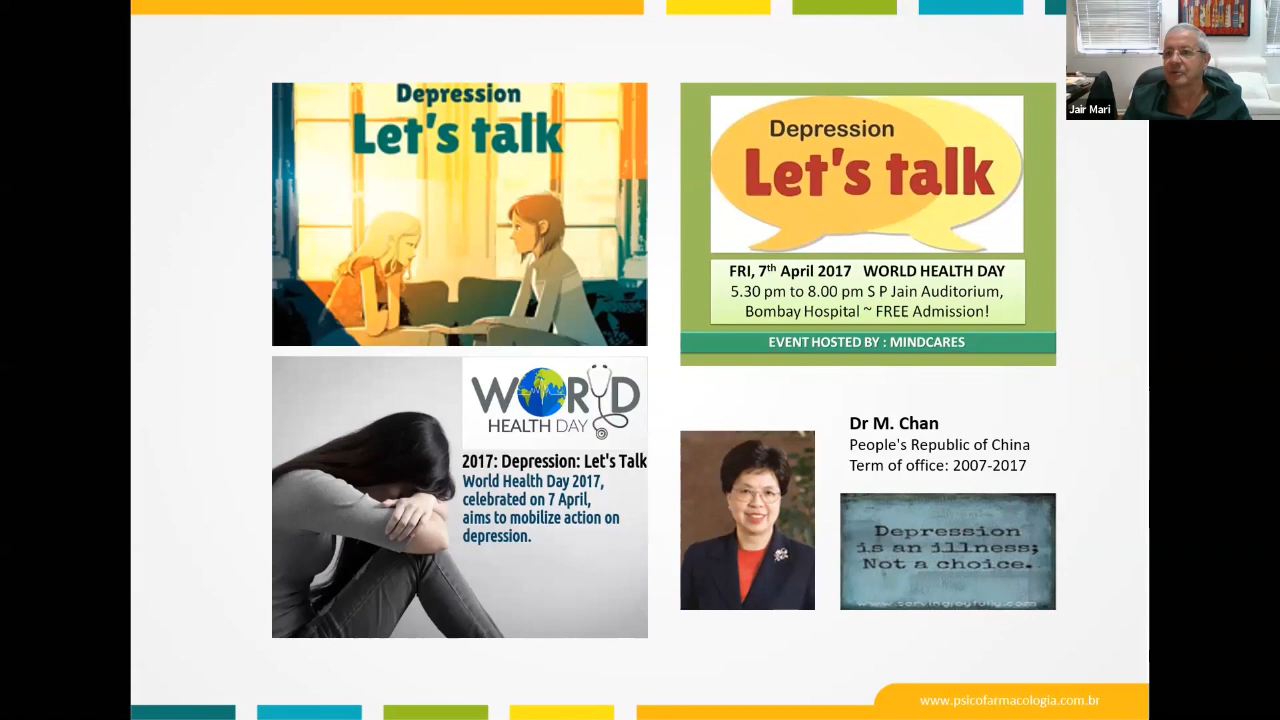 Depression
Let's talk
Depression
Let's talk
FRI, 7th April 2017 WORLD HEALTH DAY
5.30 pm to 8.00 pm S P Jain Auditorium,
Bombay Hospital ~ FREE Admission!
EVENT HOSTED BY : MINDCARES
WORLD
HEALTH DAY
2017: Depression: Let's Talk
World Health Day 2017,
celebrated on 7 April,
aims to mobilize action on
depression.
Dr M. Chan
People's Republic of China
Term of office: 2007-2017
Depression
is an illness;
Not a choice.
www.servingjoyfully.com
Jair Mari
www.psicofarmacologia.com.br